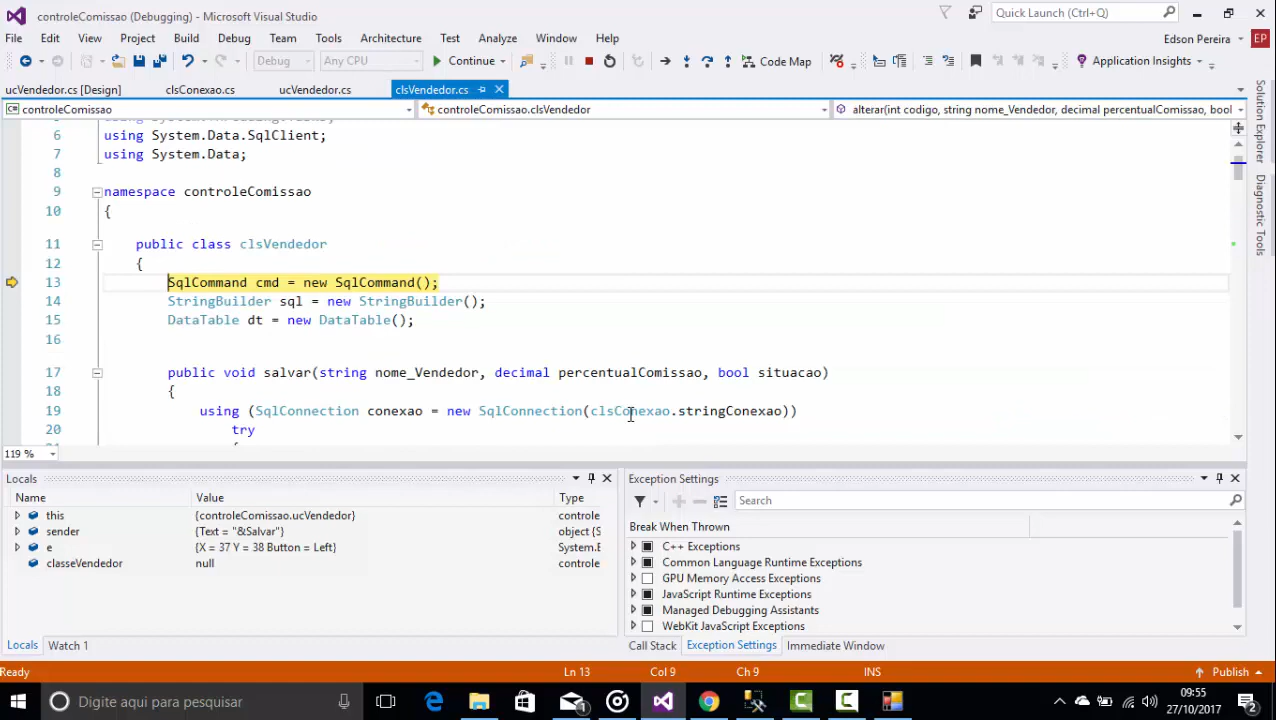 controleComissao (Debugging) - Microsoft Visual Studio
Quick Launch (Ctrl+Q)
File Edit View Project Build Debug Team Tools Architecture Test Analyze Window Help
Edson Pereira EP
Debug Any CPU Continue Code Map Application Insights
ucVendedor.cs [Design] clsConexao.cs ucVendedor.cs clsVendedor.cs
controleComissao controleComissao.clsVendedor alterar(int codigo, string nome_Vendedor, decimal percentualComissao, bool
6 using System.Data.SqlClient;
7 using System.Data;
8
9 namespace controleComissao
10 {
11 public class clsVendedor
12 {
13 SqlCommand cmd = new SqlCommand();
14 StringBuilder sql = new StringBuilder();
15 DataTable dt = new DataTable();
16
17 public void salvar(string nome_Vendedor, decimal percentualComissao, bool situacao)
18 {
19 using (SqlConnection conexao = new SqlConnection(clsConexao.stringConexao))
20 try
119 %
Solution Explorer
Diagnostic Tools
Locals
Name Value Type
this {controleComissao.ucVendedor} controle
sender {Text = "&Salvar"} object {S
e {X = 37 Y = 38 Button = Left} System.E
classeVendedor null controle
Locals Watch 1
Exception Settings
Search
Break When Thrown
C++ Exceptions
Common Language Runtime Exceptions
GPU Memory Access Exceptions
JavaScript Runtime Exceptions
Managed Debugging Assistants
WebKit JavaScript Exceptions
Call Stack Exception Settings Immediate Window
Ready Ln 13 Col 9 Ch 9 INS Publish
Digite aqui para pesquisar
1
09:55
27/10/2017
2